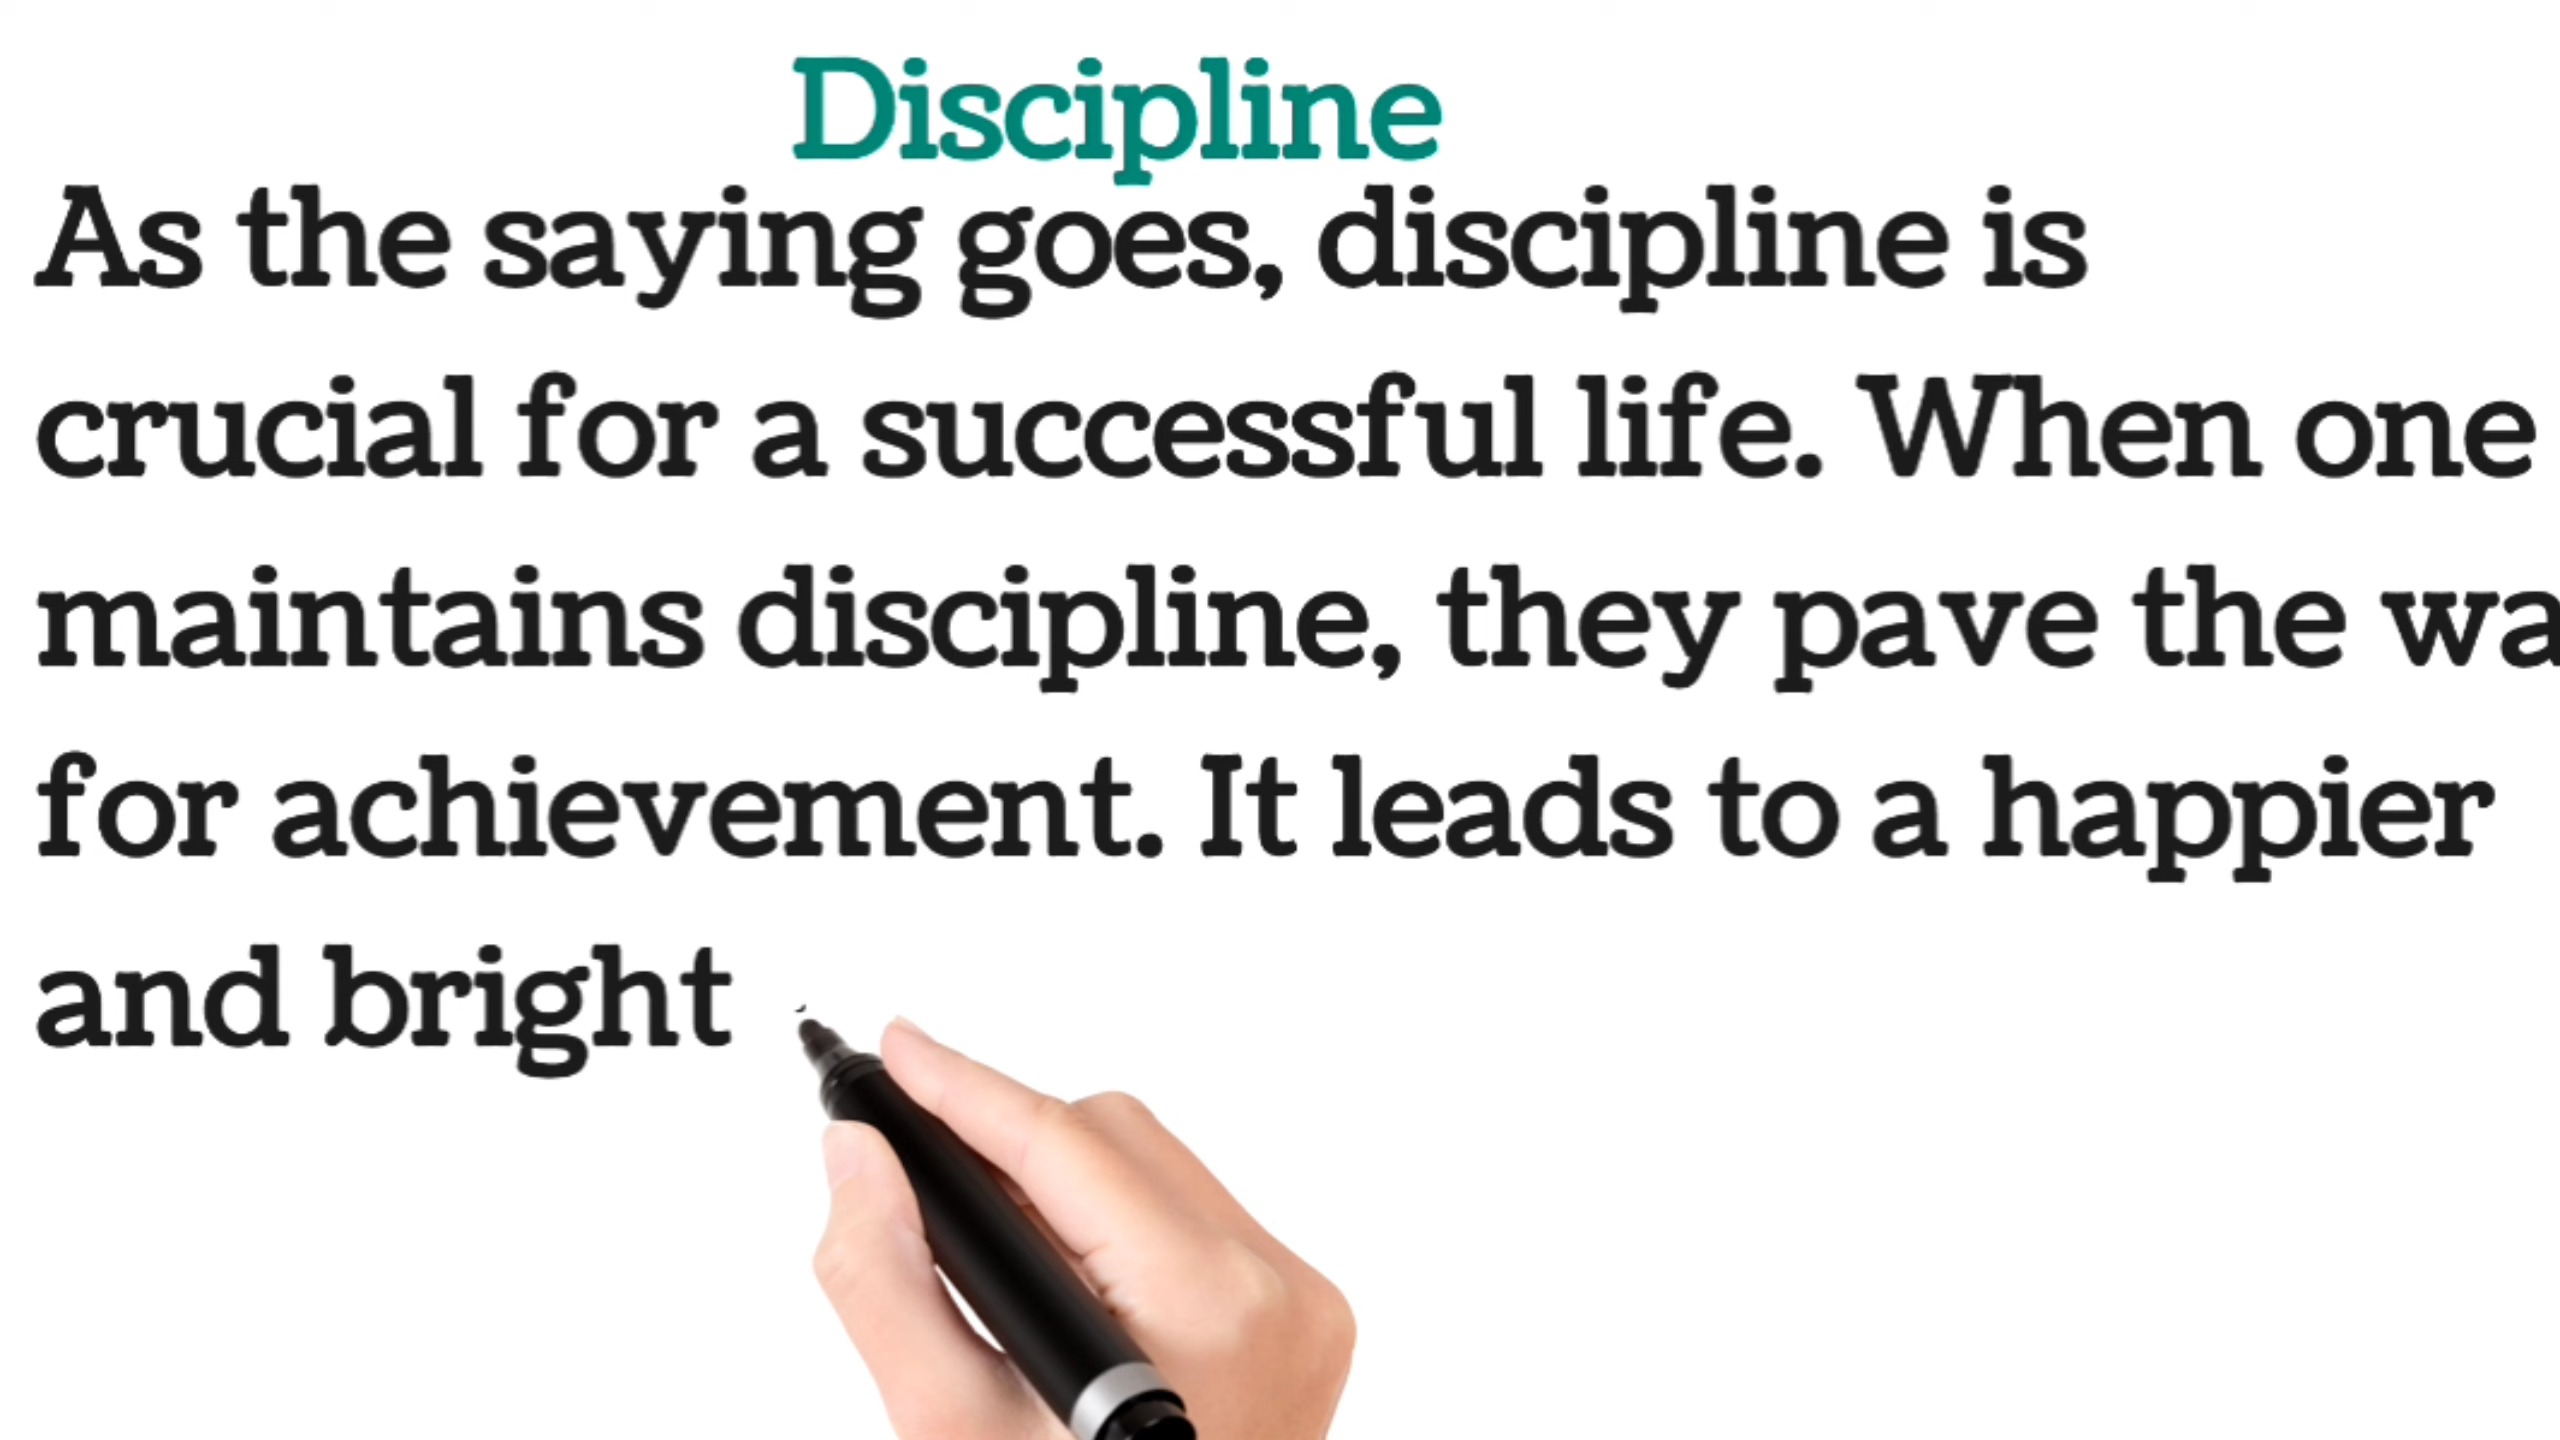 Discipline
As the saying goes, discipline is
crucial for a successful life. When one
maintains discipline, they pave the wa
for achievement. It leads to a happier
and bright